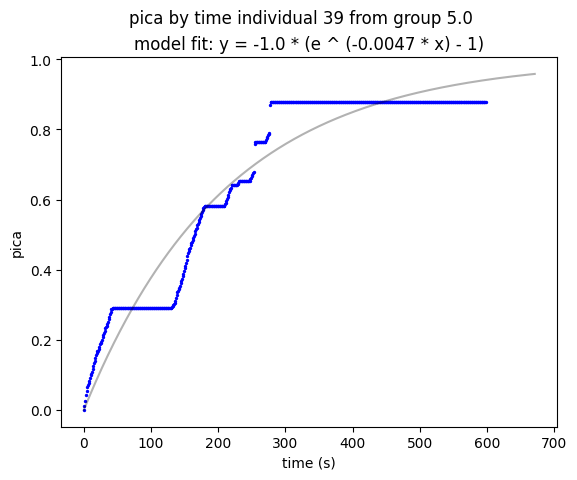 pica by time individual 39 from group 5.0
model fit: y = -1.0 * (e ^ (-0.0047 * x) - 1)
1.0
0.8
0.6
0.4
0.2
0.0
pica
0 100 200 300 400 500 600 700
time (s)